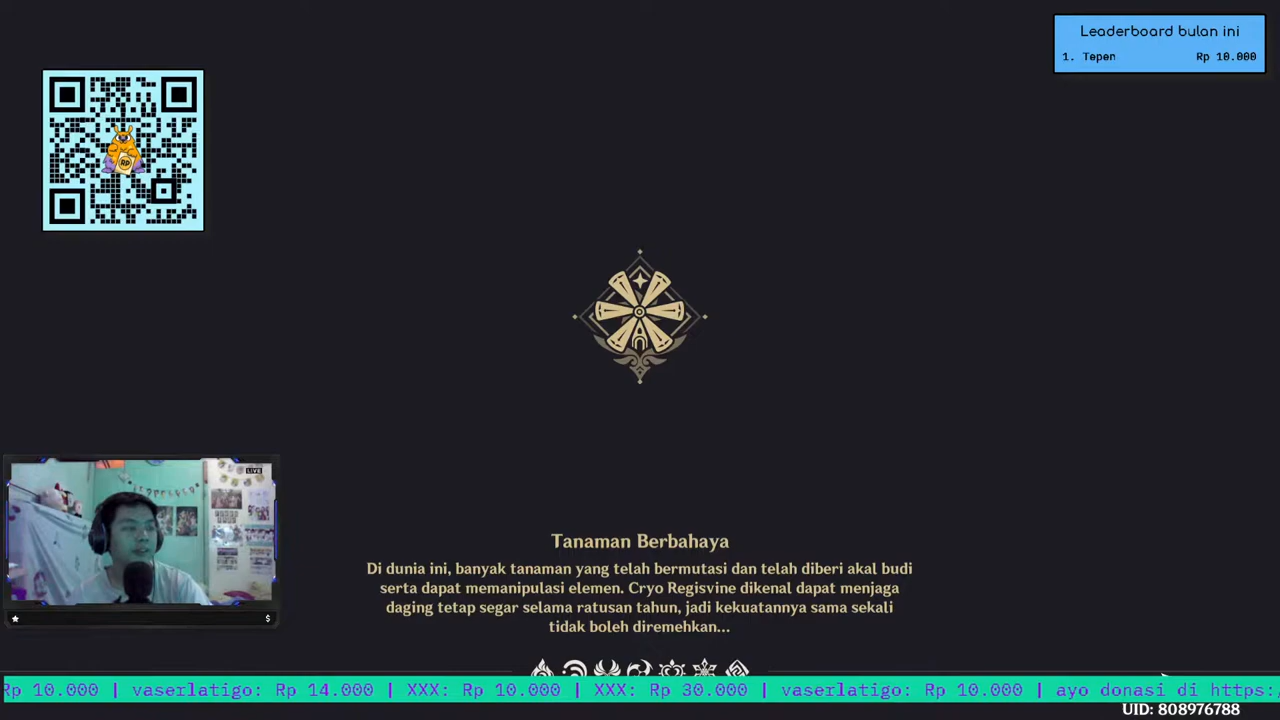 Leaderboard bulan ini
1. Tepen Rp 10.000
RP
LIVE
Tanaman Berbahaya
Di dunia ini, banyak tanaman yang telah bermutasi dan telah diberi akal budi
serta dapat memanipulasi elemen. Cryo Regisvine dikenal dapat menjaga
daging tetap segar selama ratusan tahun, jadi kekuatannya sama sekali
tidak boleh diremehkan...
Rp 10.000 | vaserlatigo: Rp 14.000 | XXX: Rp 10.000 | XXX: Rp 30.000 | vaserlatigo: Rp 10.000 | ayo donasi di https:
UID: 808976788